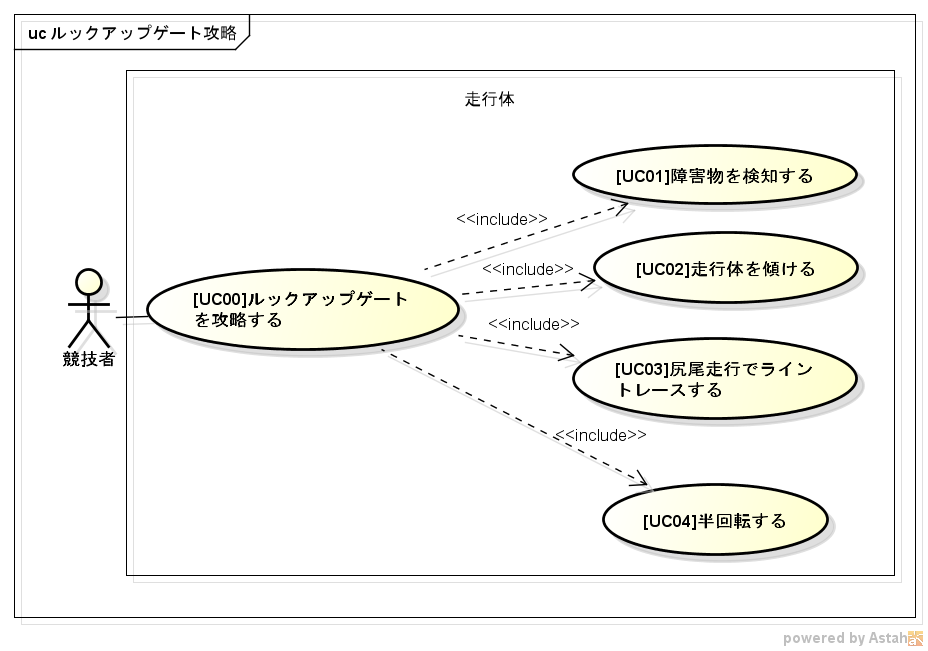 uc ルックアップゲート攻略
走行体
[UC01]障害物を検知する
<<include>>
<<include>>
[UC02]走行体を傾ける
[UC00]ルックアップゲート
を攻略する
<<include>>
競技者
[UC03]尻尾走行でライン
トレースする
<<include>>
[UC04]半回転する
powered by Astah